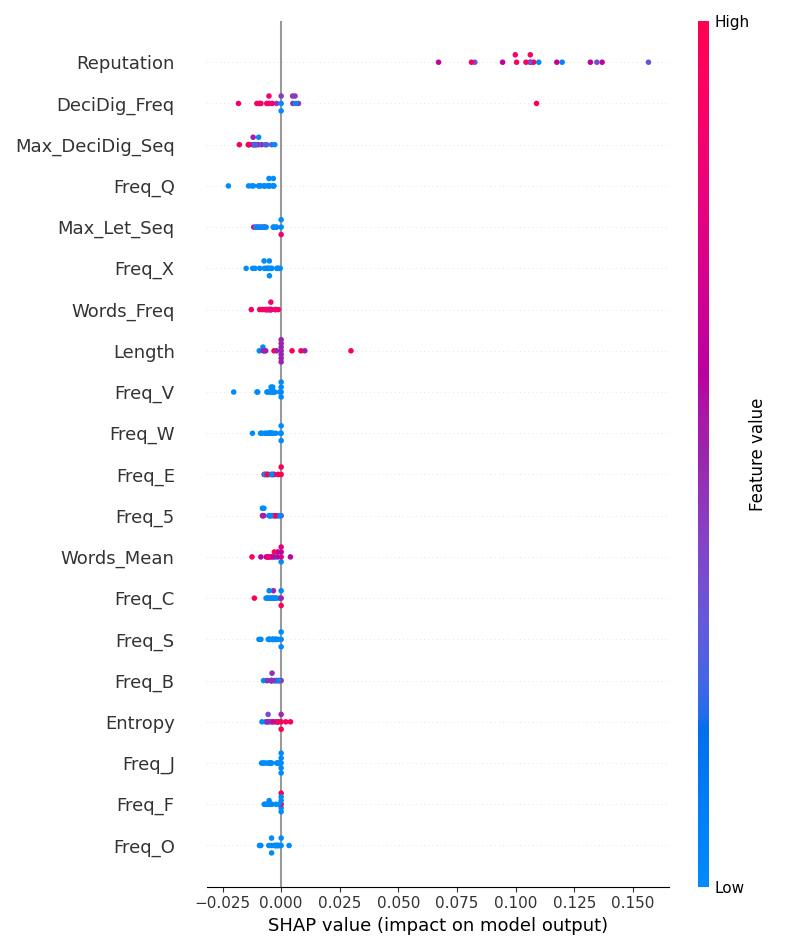 High
Reputation
DeciDig_Freq
Max_DeciDig_Seq
Freq_Q
Max_Let_Seq
Freq_X
Words_Freq
Length
Freq_V
Freq_W
Freq_E
Freq_5
Words_Mean
Freq_C
Freq_S
Freq_B
Entropy
Freq_J
Freq_F
Freq_O
Feature value
Low
−0.025 0.000 0.025 0.050 0.075 0.100 0.125 0.150
SHAP value (impact on model output)